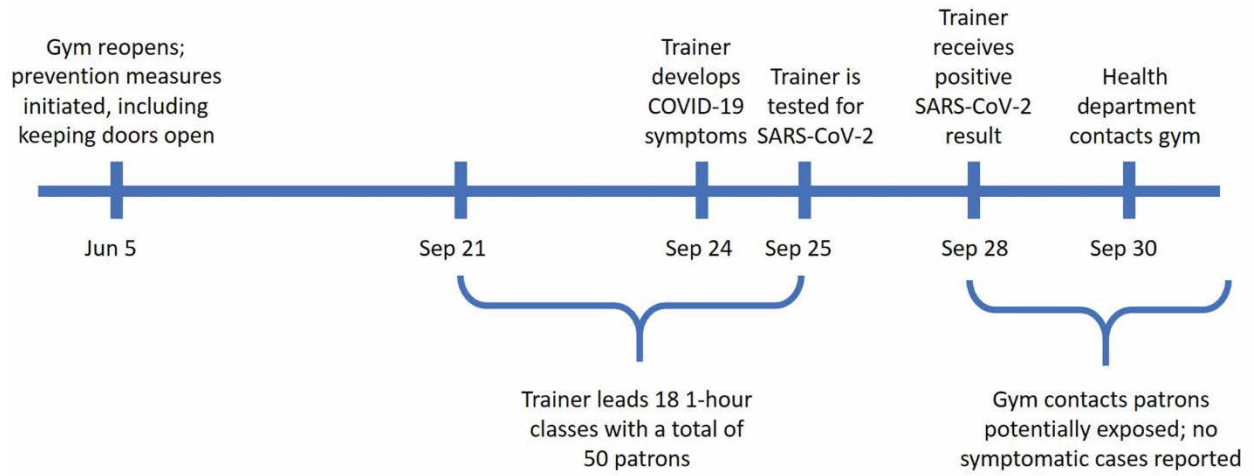 Gym reopens;
prevention measures
initiated, including
keeping doors open
Trainer
develops
COVID-19
symptoms
Trainer is
tested for
SARS-CoV-2
Trainer
receives
positive
SARS-CoV-2
result
Health
department
contacts gym
Jun 5
Sep 21
Sep 24
Sep 25
Sep 28
Sep 30
Trainer leads 18 1-hour
classes with a total of
50 patrons
Gym contacts patrons
potentially exposed; no
symptomatic cases reported